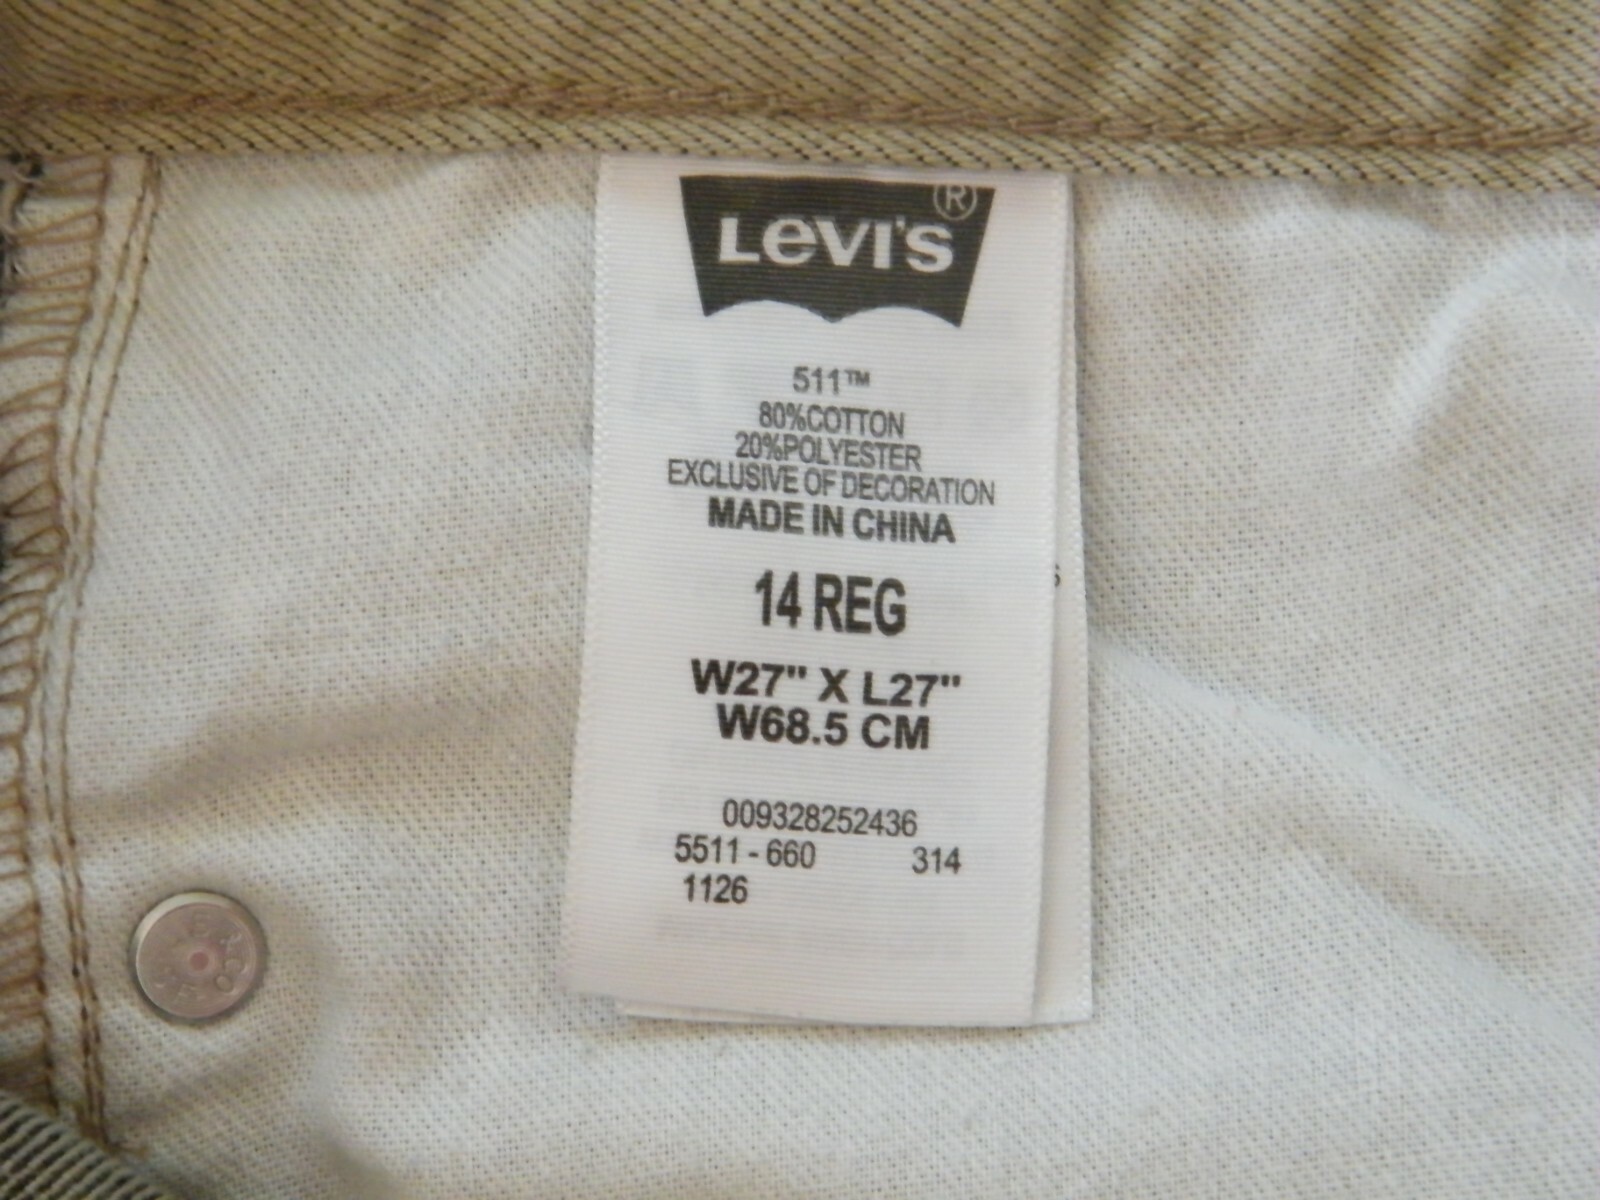 LEVI'S®
511™
80%COTTON
20%POLYESTER
EXCLUSIVE OF DECORATION
MADE IN CHINA
14 REG
W27" X L27"
W68.5 CM
009328252436
5511 - 660 314
1126